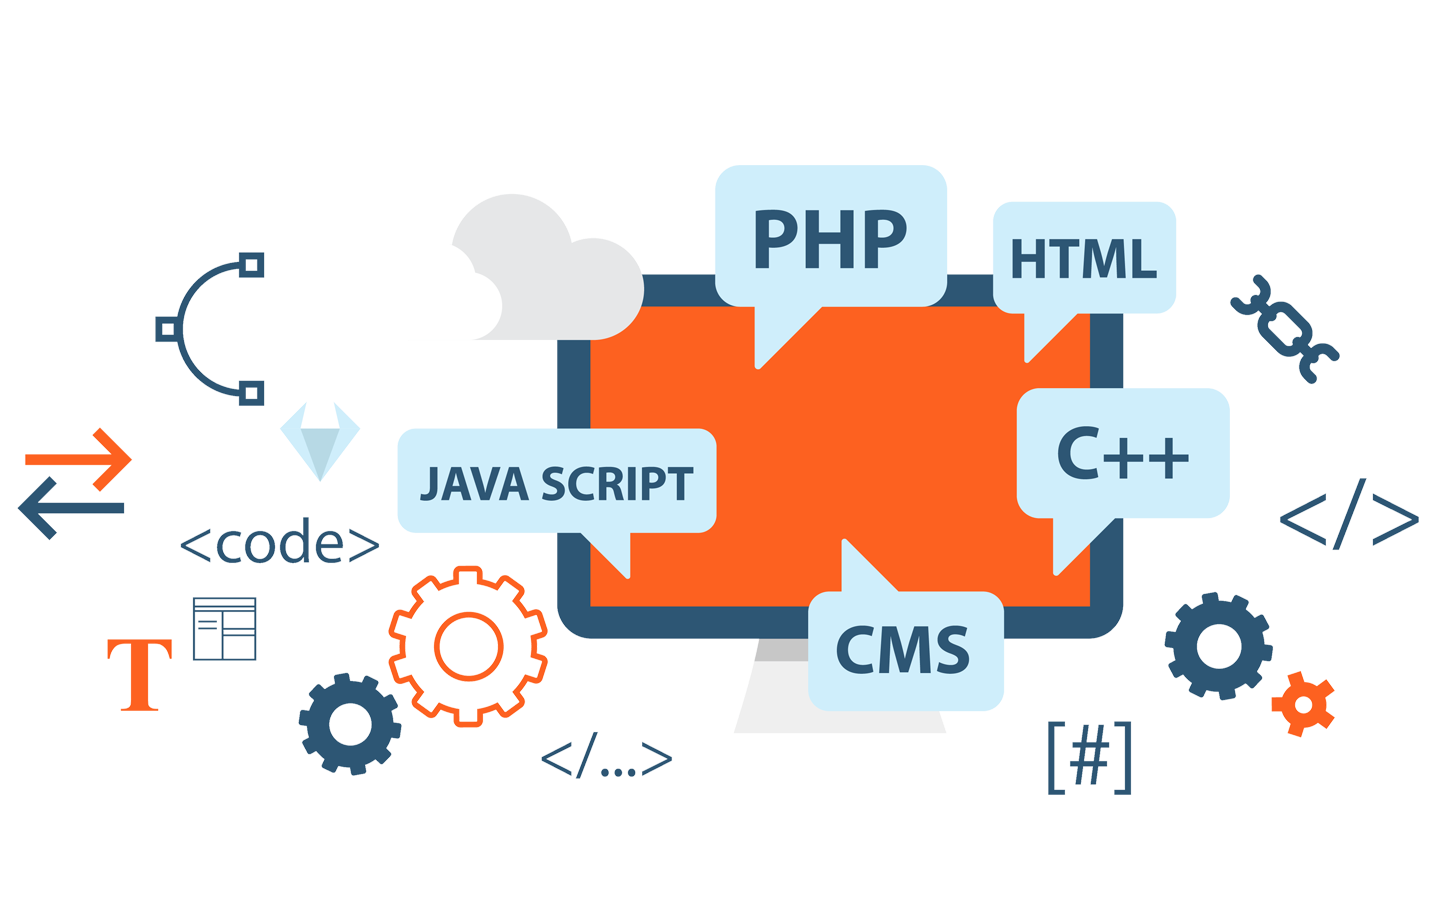 PHP
HTML
C++
JAVA SCRIPT
</>
<code>
CMS
T
</...>
[#]